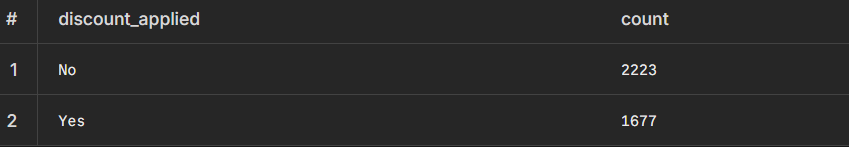 # discount_applied count
1 No 2223
2 Yes 1677